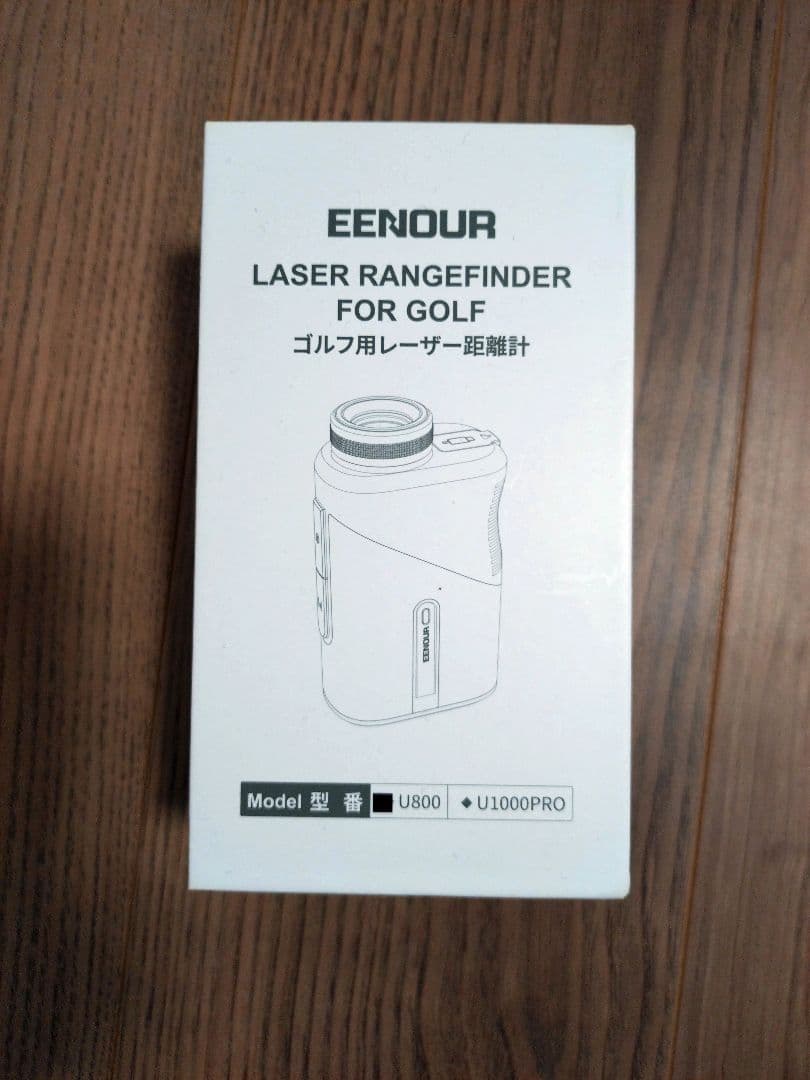 EENOUR
LASER RANGEFINDER
FOR GOLF
ゴルフ用レーザー距離計
EENOUR
Model 型 番 ■ U800 ◆ U1000PRO